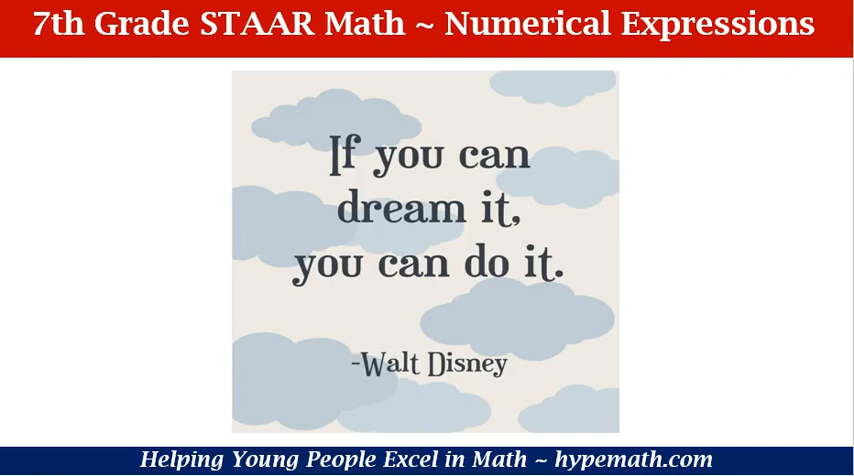 7th Grade STAAR Math ~ Numerical Expressions
If you can
dream it,
you can do it.
-Walt Disney
Helping Young People Excel in Math ~ hypemath.com